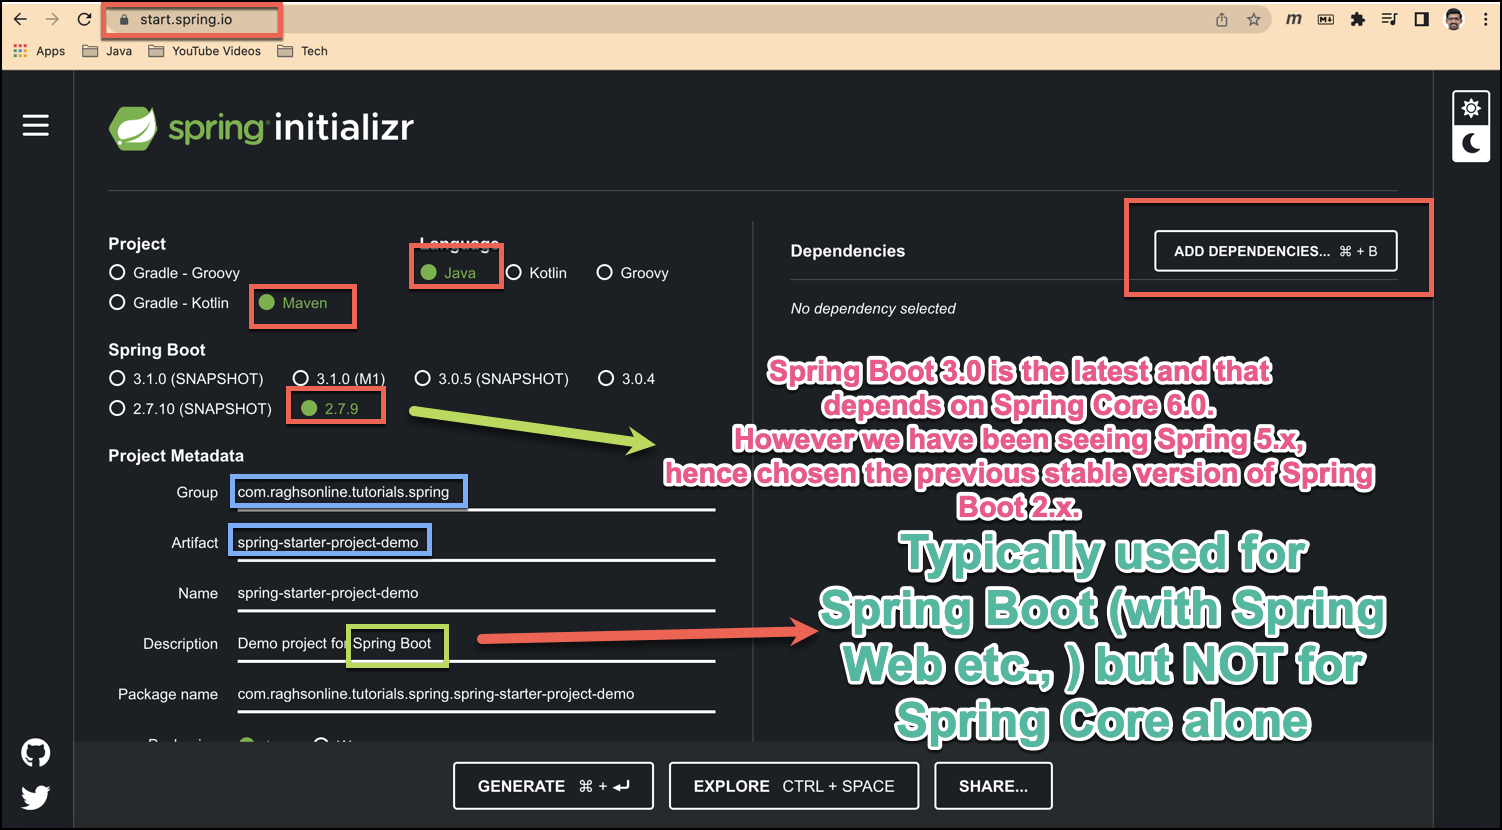 start.spring.io
Apps Java YouTube Videos Tech
spring initializr
Project
Language
Gradle - Groovy
Java Kotlin Groovy
Gradle - Kotlin Maven
Spring Boot
3.1.0 (SNAPSHOT) 3.1.0 (M1) 3.0.5 (SNAPSHOT) 3.0.4
2.7.10 (SNAPSHOT) 2.7.9
Project Metadata
Group com.raghsonline.tutorials.spring
Artifact spring-starter-project-demo
Name spring-starter-project-demo
Description Demo project for Spring Boot
Package name com.raghsonline.tutorials.spring.spring-starter-project-demo
Dependencies
ADD DEPENDENCIES... ⌘ + B
No dependency selected
Spring Boot 3.0 is the latest and that
depends on Spring Core 6.0.
However we have been seeing Spring 5.x,
hence chosen the previous stable version of Spring
Boot 2.x.
Typically used for
Spring Boot (with Spring
Web etc., ) but NOT for
Spring Core alone
GENERATE ⌘ + ↵ EXPLORE CTRL + SPACE SHARE...